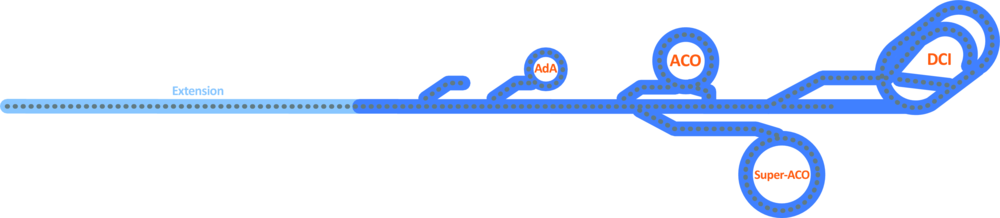 Extension
AdA
ACO
DCI
Super-ACO